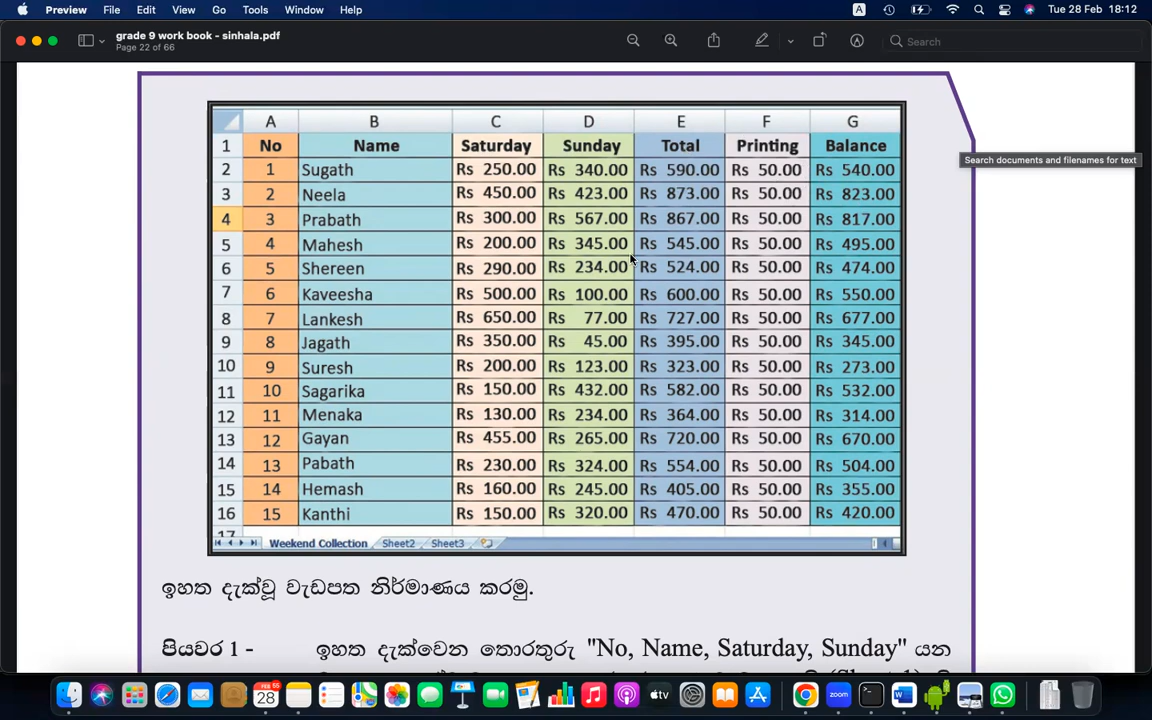 Preview File Edit View Go Tools Window Help A Tue 28 Feb 18:12
grade 9 work book - sinhala.pdf
Page 22 of 66
Search
Search documents and filenames for text
A B C D E F G
1 No Name Saturday Sunday Total Printing Balance
2 1 Sugath Rs 250.00 Rs 340.00 Rs 590.00 Rs 50.00 Rs 540.00
3 2 Neela Rs 450.00 Rs 423.00 Rs 873.00 Rs 50.00 Rs 823.00
4 3 Prabath Rs 300.00 Rs 567.00 Rs 867.00 Rs 50.00 Rs 817.00
5 4 Mahesh Rs 200.00 Rs 345.00 Rs 545.00 Rs 50.00 Rs 495.00
6 5 Shereen Rs 290.00 Rs 234.00 Rs 524.00 Rs 50.00 Rs 474.00
7 6 Kaveesha Rs 500.00 Rs 100.00 Rs 600.00 Rs 50.00 Rs 550.00
8 7 Lankesh Rs 650.00 Rs 77.00 Rs 727.00 Rs 50.00 Rs 677.00
9 8 Jagath Rs 350.00 Rs 45.00 Rs 395.00 Rs 50.00 Rs 345.00
10 9 Suresh Rs 200.00 Rs 123.00 Rs 323.00 Rs 50.00 Rs 273.00
11 10 Sagarika Rs 150.00 Rs 432.00 Rs 582.00 Rs 50.00 Rs 532.00
12 11 Menaka Rs 130.00 Rs 234.00 Rs 364.00 Rs 50.00 Rs 314.00
13 12 Gayan Rs 455.00 Rs 265.00 Rs 720.00 Rs 50.00 Rs 670.00
14 13 Pabath Rs 230.00 Rs 324.00 Rs 554.00 Rs 50.00 Rs 504.00
15 14 Hemash Rs 160.00 Rs 245.00 Rs 405.00 Rs 50.00 Rs 355.00
16 15 Kanthi Rs 150.00 Rs 320.00 Rs 470.00 Rs 50.00 Rs 420.00
17
Weekend Collection Sheet2 Sheet3
ඉහත දැක්වූ වැඩපත නිර්මාණය කරමු.
පියවර 1 - ඉහත දැක්වෙන තොරතුරු "No, Name, Saturday, Sunday" යන
FEB 28 zoom tv